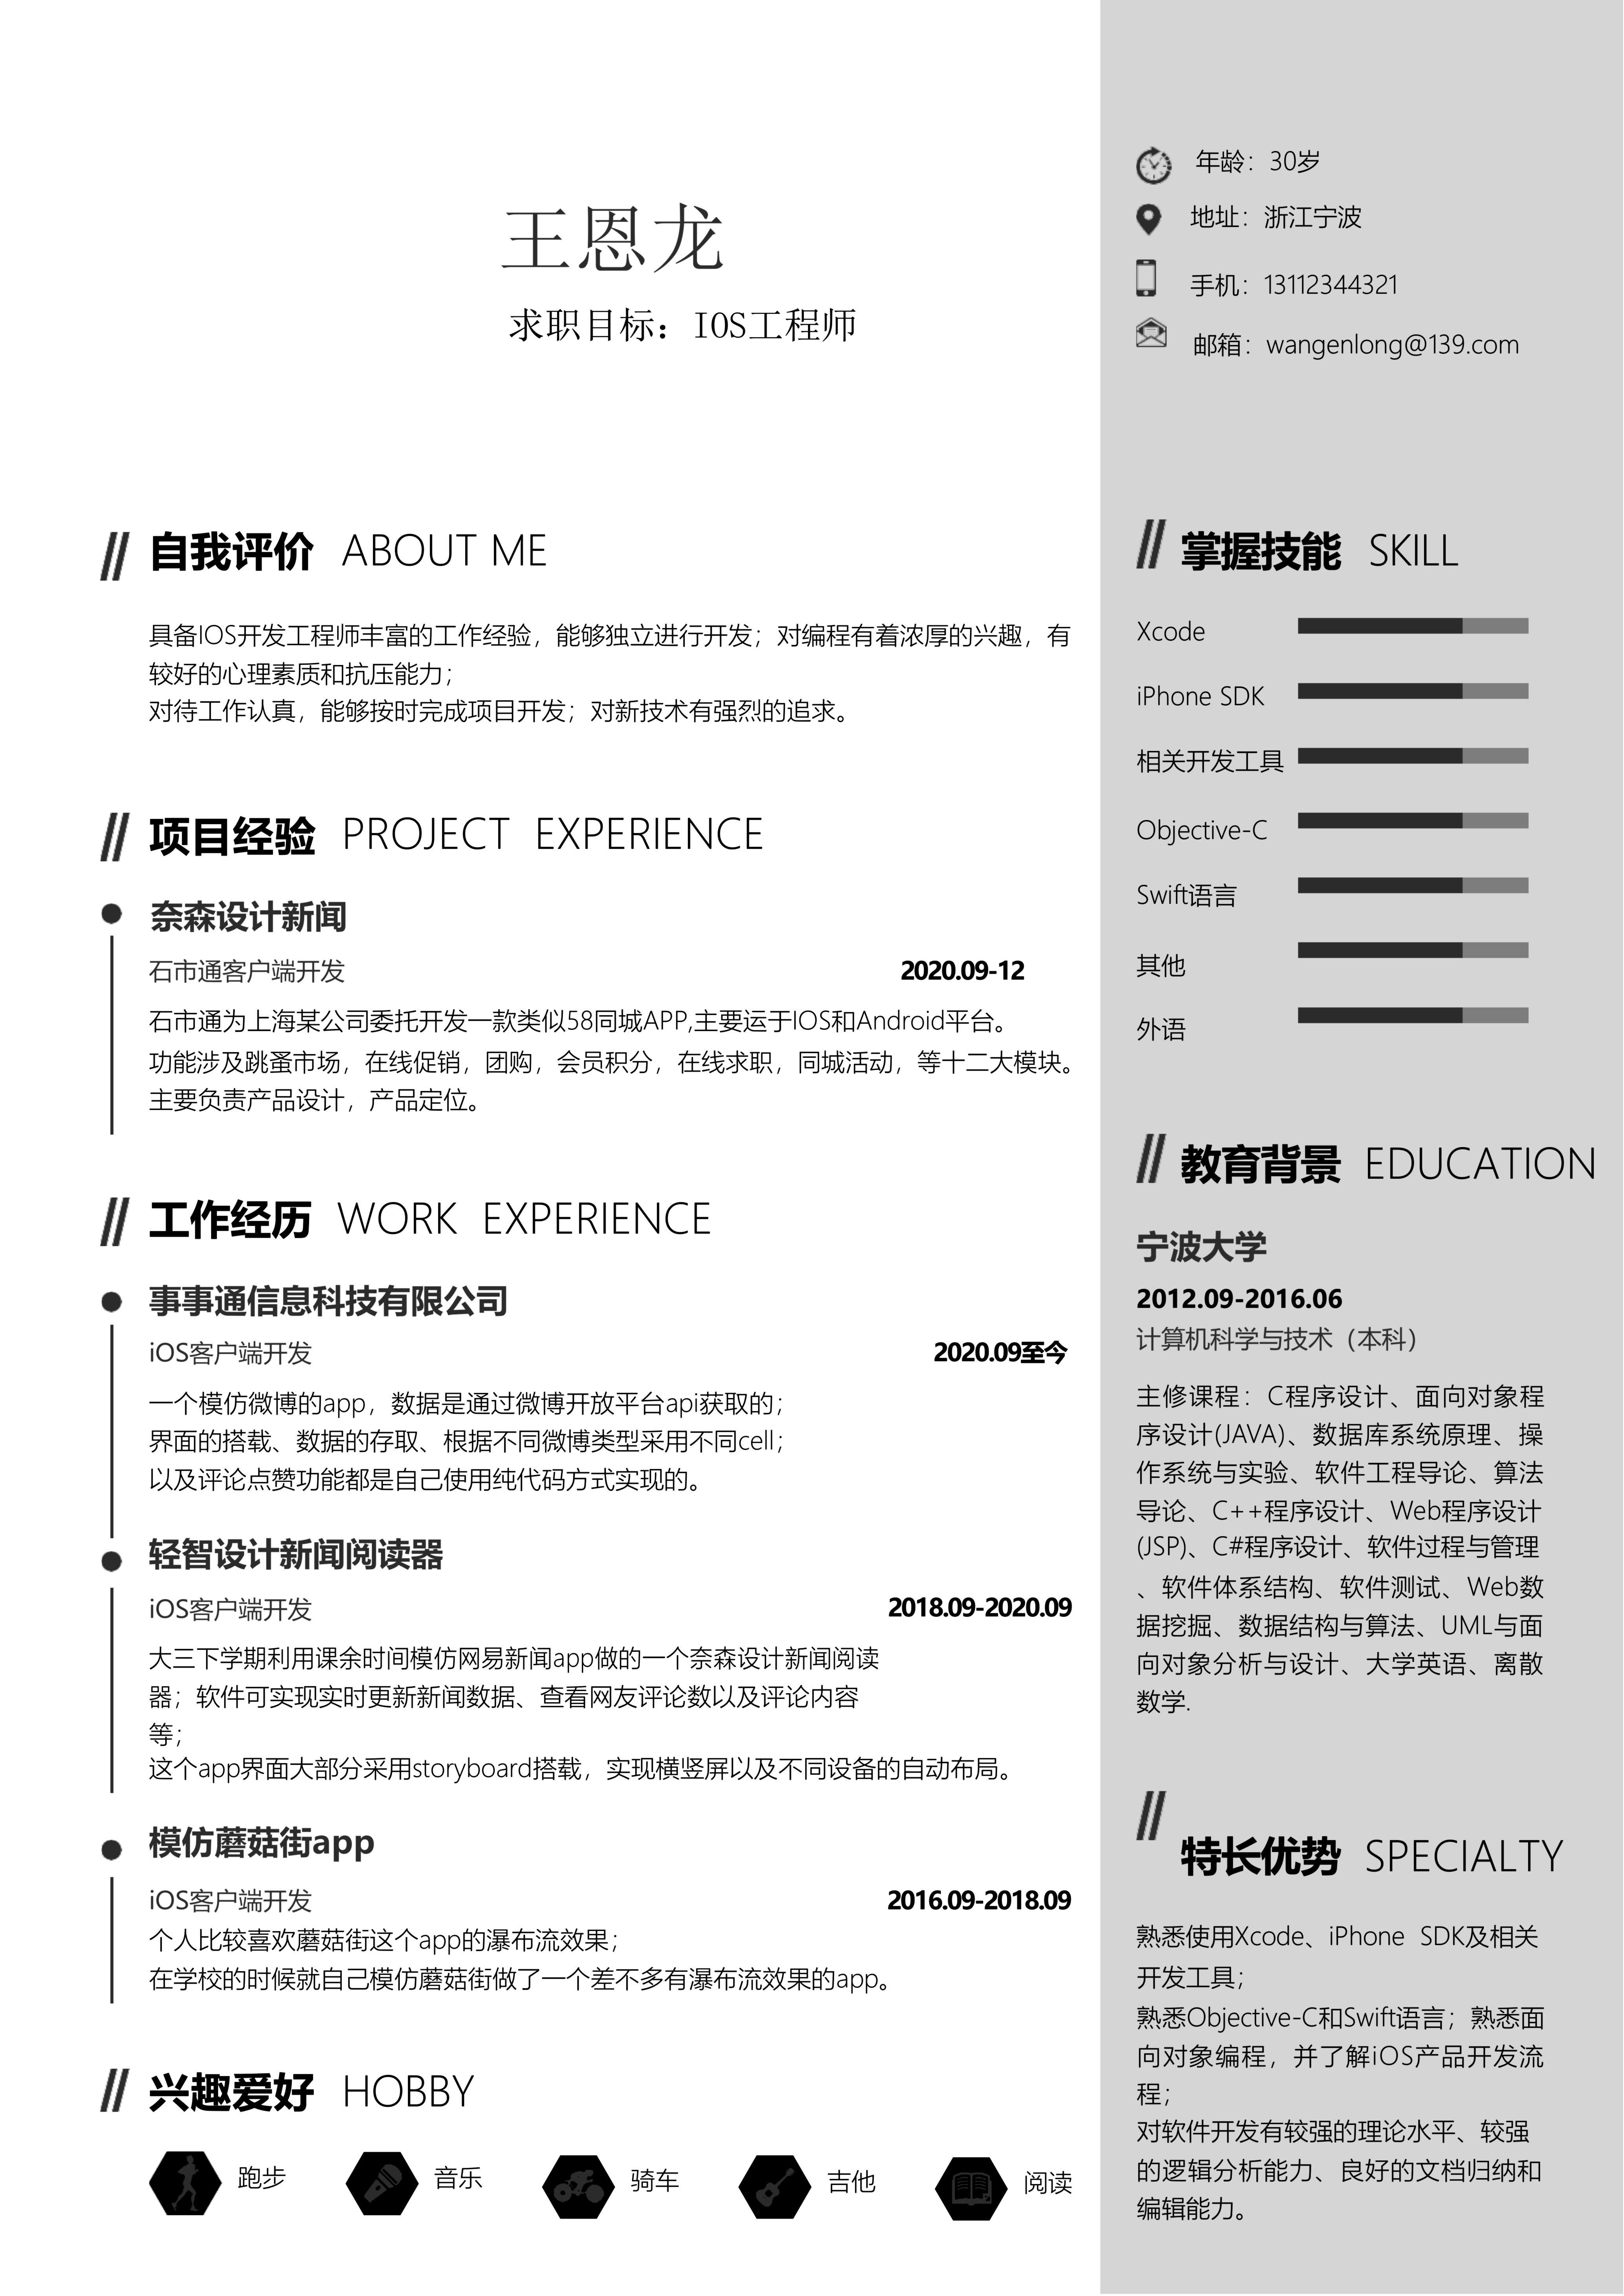 王恩龙
求职目标：IOS工程师
年龄：30岁
地址：浙江宁波
手机：13112344321
邮箱：wangenlong@139.com
自我评价 ABOUT ME
具备IOS开发工程师丰富的工作经验，能够独立进行开发；对编程有着浓厚的兴趣，有
较好的心理素质和抗压能力；
对待工作认真，能够按时完成项目开发；对新技术有强烈的追求。
项目经验 PROJECT EXPERIENCE
奈森设计新闻
石市通客户端开发 2020.09-12
石市通为上海某公司委托开发一款类似58同城APP,主要运于IOS和Android平台。
功能涉及跳蚤市场，在线促销，团购，会员积分，在线求职，同城活动，等十二大模块。
主要负责产品设计，产品定位。
工作经历 WORK EXPERIENCE
事事通信息科技有限公司
iOS客户端开发 2020.09至今
一个模仿微博的app，数据是通过微博开放平台api获取的；
界面的搭载、数据的存取、根据不同微博类型采用不同cell；
以及评论点赞功能都是自己使用纯代码方式实现的。
轻智设计新闻阅读器
iOS客户端开发 2018.09-2020.09
大三下学期利用课余时间模仿网易新闻app做的一个奈森设计新闻阅读
器；软件可实现实时更新新闻数据、查看网友评论数以及评论内容
等；
这个app界面大部分采用storyboard搭载，实现横竖屏以及不同设备的自动布局。
模仿蘑菇街app
iOS客户端开发 2016.09-2018.09
个人比较喜欢蘑菇街这个app的瀑布流效果；
在学校的时候就自己模仿蘑菇街做了一个差不多有瀑布流效果的app。
兴趣爱好 HOBBY
跑步 音乐 骑车 吉他 阅读
掌握技能 SKILL
Xcode
iPhone SDK
相关开发工具
Objective-C
Swift语言
其他
外语
教育背景 EDUCATION
宁波大学
2012.09-2016.06
计算机科学与技术（本科）
主修课程：C程序设计、面向对象程
序设计(JAVA)、数据库系统原理、操
作系统与实验、软件工程导论、算法
导论、C++程序设计、Web程序设计
(JSP)、C#程序设计、软件过程与管理
、软件体系结构、软件测试、Web数
据挖掘、数据结构与算法、UML与面
向对象分析与设计、大学英语、离散
数学.
特长优势 SPECIALTY
熟悉使用Xcode、iPhone SDK及相关
开发工具；
熟悉Objective-C和Swift语言；熟悉面
向对象编程，并了解iOS产品开发流
程；
对软件开发有较强的理论水平、较强
的逻辑分析能力、良好的文档归纳和
编辑能力。